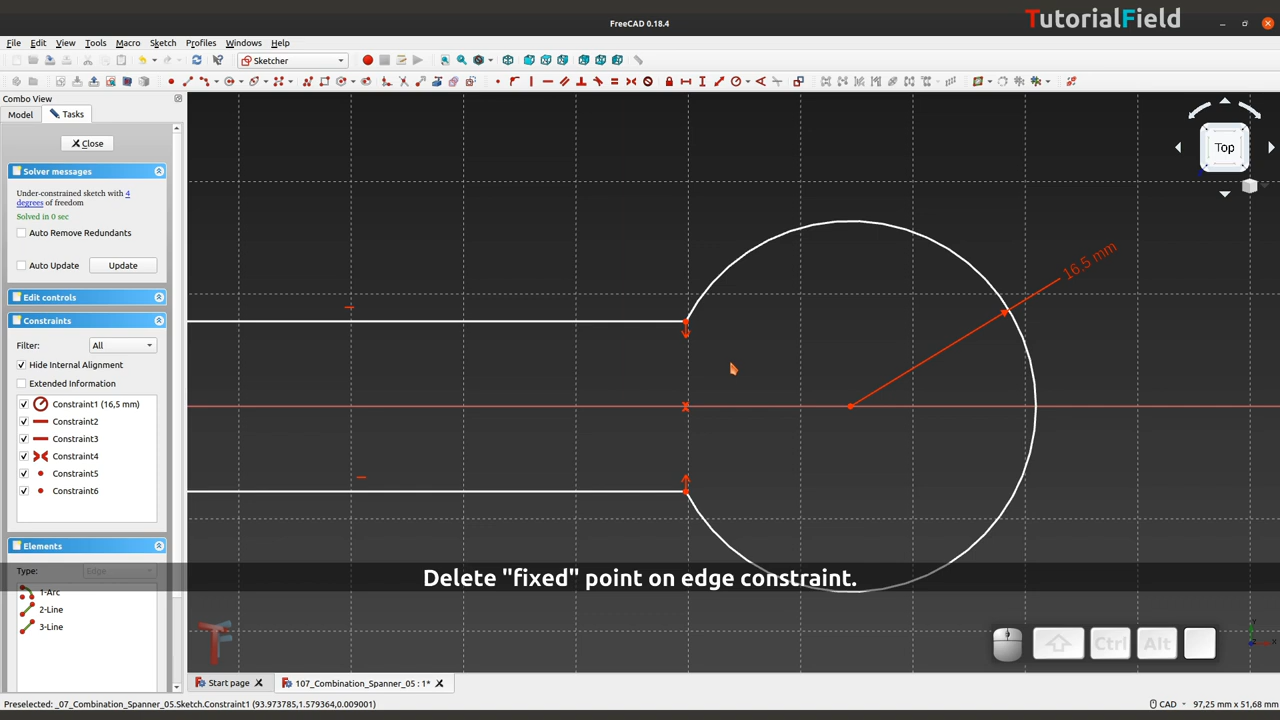 FreeCAD 0.18.4
TutorialField
File Edit View Tools Macro Sketch Profiles Windows Help
Sketcher
Combo View
Model Tasks
Close
Top
Solver messages
Under-constrained sketch with 4
degrees of freedom
Solved in 0 sec
Auto Remove Redundants
Auto Update Update
Edit controls
Constraints
Filter: All
Hide Internal Alignment
Extended Information
Constraint1 (16,5 mm)
Constraint2
Constraint3
Constraint4
Constraint5
Constraint6
16.5 mm
Elements
Type: Edge
1-Arc
2-Line
3-Line
Delete "fixed" point on edge constraint.
Ctrl Alt
Start page 107_Combination_Spanner_05 : 1*
Preselected: _07_Combination_Spanner_05.Sketch.Constraint1 (93.973785,1.579364,0.009001) CAD 97,25 mm x 51,68 mm